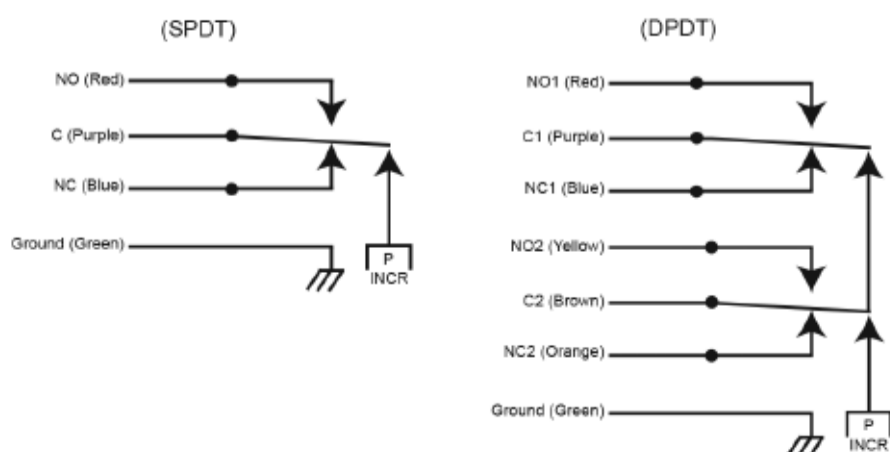 (SPDT)
NO (Red)
C (Purple)
NC (Blue)
Ground (Green)
P
INCR
(DPDT)
NO1 (Red)
C1 (Purple)
NC1 (Blue)
NO2 (Yellow)
C2 (Brown)
NC2 (Orange)
Ground (Green)
P
INCR